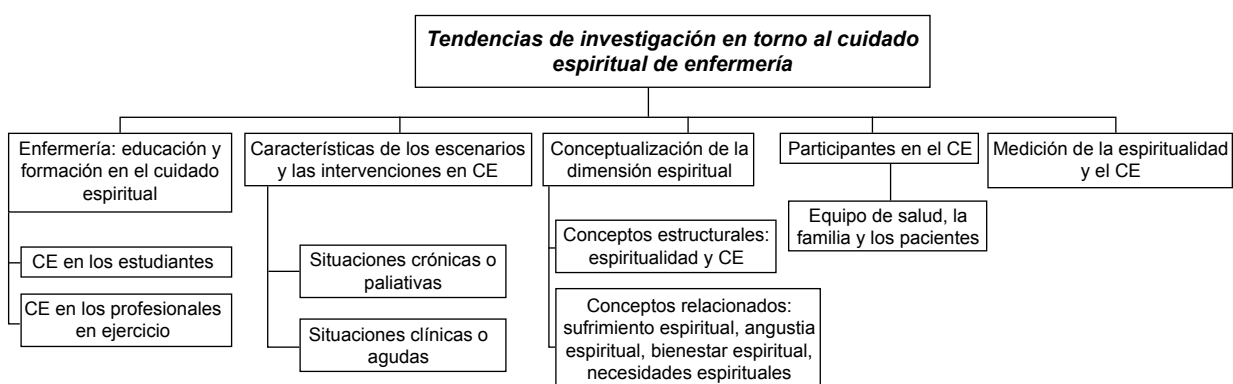 Tendencias de investigación en torno al cuidado
espiritual de enfermería
Enfermería: educación y
formación en el cuidado
espiritual
CE en los estudiantes
CE en los profesionales
en ejercicio
Características de los escenarios
y las intervenciones en CE
Situaciones crónicas o
paliativas
Situaciones clínicas o
agudas
Conceptualización de la
dimensión espiritual
Conceptos estructurales:
espiritualidad y CE
Conceptos relacionados:
sufrimiento espiritual, angustia
espiritual, bienestar espiritual,
necesidades espirituales
Participantes en el CE
Equipo de salud, la
familia y los pacientes
Medición de la espiritualidad
y el CE